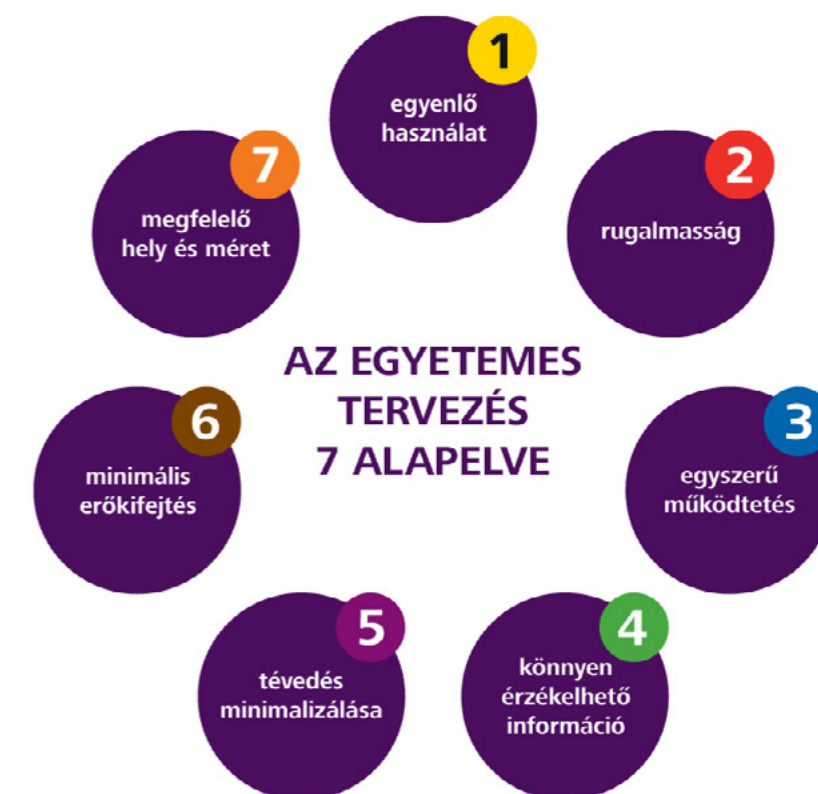 AZ EGYETEMES
TERVEZÉS
7 ALAPELVE
1
egyenlő
használat
2
rugalmasság
3
egyszerű
működtetés
4
könnyen
érzékelhető
információ
5
tévedés
minimalizálása
6
minimális
erőkifejtés
7
megfelelő
hely és méret